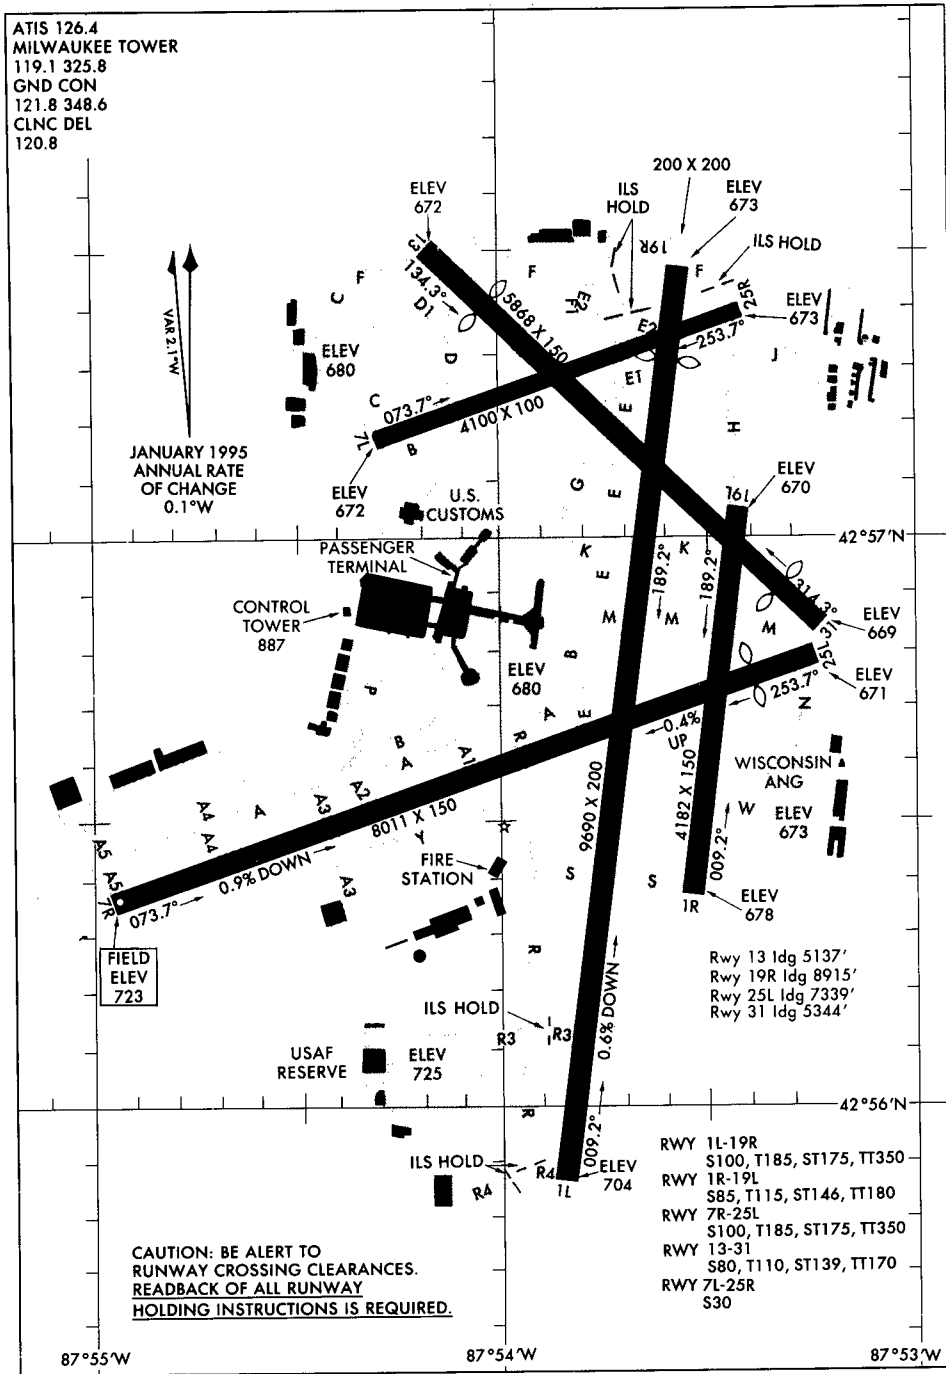 ATIS 126.4
MILWAUKEE TOWER
119.1 325.8
GND CON
121.8 348.6
CLNC DEL
120.8
200 X 200
ELEV
672
ILS
HOLD
ELEV
673
ILS HOLD
13
19R
F
F
F
C
134.3°
D1
5868 X 150
E2
E2
25R
ELEV
673
253.7°
VAR 2.1°W
ELEV
680
D
E1
J
C
073.7°
4100 X 100
E
H
7L
B
JANUARY 1995
ANNUAL RATE
OF CHANGE
0.1°W
ELEV
672
U.S.
CUSTOMS
G
E
19L
ELEV
670
42°57'N
PASSENGER
TERMINAL
K
E
K
189.2°
189.2°
314.3°
CONTROL
TOWER
887
M
M
M
31
ELEV
669
ELEV
680
B
25L
ELEV
671
253.7°
P
A
E
N
0.4%
UP
B
A
A1
R
WISCONSIN
ANG
ELEV
673
A4
A4
A
A3
A2
8011 X 150
Y
9690 X 200
4182 X 150
W
009.2°
A5
A5
7R
073.7°
0.9% DOWN
A3
FIRE
STATION
S
S
1R
ELEV
678
FIELD
ELEV
723
R
Rwy 13 ldg 5137'
Rwy 19R ldg 8915'
Rwy 25L ldg 7339'
Rwy 31 ldg 5344'
ILS HOLD
R3
R3
0.6% DOWN
USAF
RESERVE
ELEV
725
R
009.2°
42°56'N
ILS HOLD
R4
R4
1L
ELEV
704
RWY 1L-19R
S100, T185, ST175, TT350
RWY 1R-19L
S85, T115, ST146, TT180
RWY 7R-25L
S100, T185, ST175, TT350
RWY 13-31
S80, T110, ST139, TT170
RWY 7L-25R
S30
CAUTION: BE ALERT TO
RUNWAY CROSSING CLEARANCES.
READBACK OF ALL RUNWAY
HOLDING INSTRUCTIONS IS REQUIRED.
87°55'W
87°54'W
87°53'W